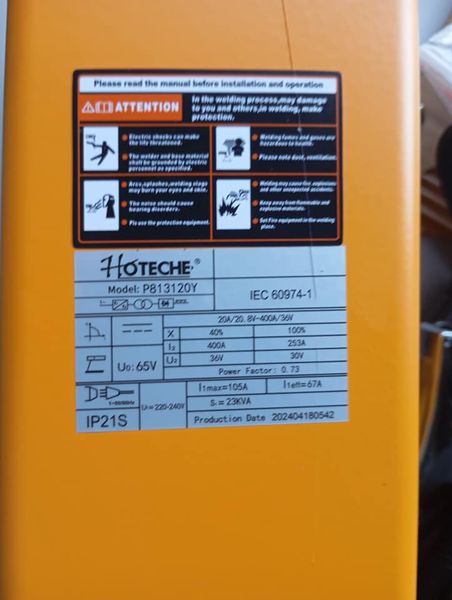 Please read the manual before installation and operation
ATTENTION
In the welding process,may damage
to you and others,in welding, make
protection.
Electric shocks can make
the life threatened.
The welder and base material
shall be grounded by electric
personnel as specified.
Welding fumes and gases are
hazardous to health.
Please note dust, ventilation.
Arcs,splashes,welding slags
may burn your eyes and skin.
The noise should cause
hearing disorders.
Pls use the protection equipment.
Welding may cause fire, explosions
and other unexpected accidents.
Keep away from flammable and
explosive materials.
Set Fire equipment in the welding
place.
HOTECHE®
Model: P813120Y
IEC 60974-1
20A/20.8V-400A/36V
X 40% 100%
I₂ 400A 253A
U₂ 36V 30V
U₀: 65V
Power Factor: 0.73
1~50/60Hz
U₁=220-240V
I₁max=105A
I₁eff=67A
S₁=23KVA
IP21S
Production Date 202404180542